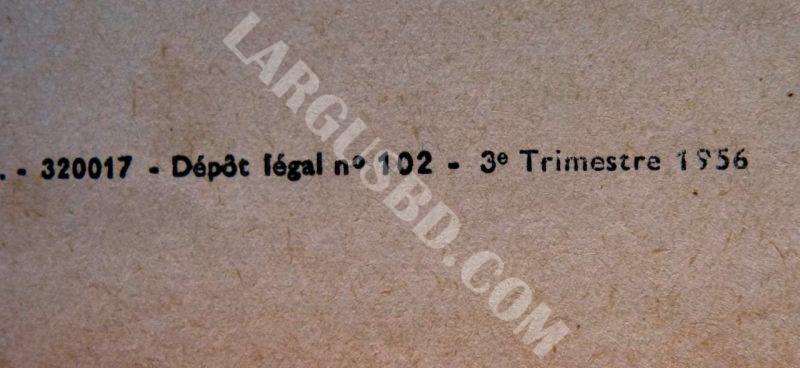 . - 320017 - Dépôt légal nº 102 - 3e Trimestre 1956
LARGUSBD.COM